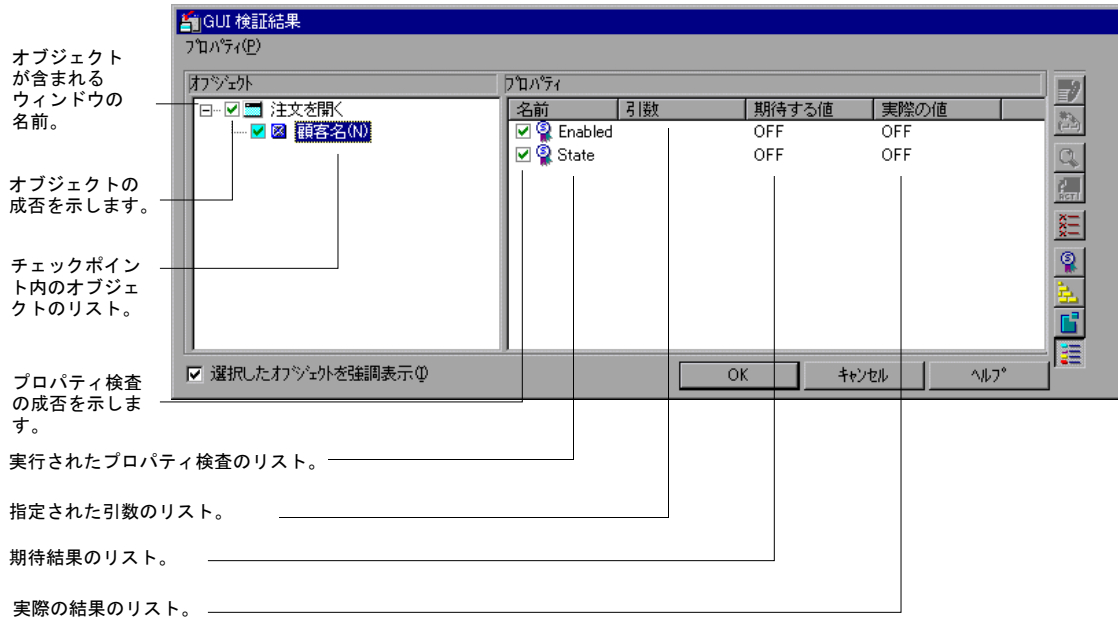 GUI 検証結果
プロパティ(P)
オブジェクト
が含まれる
ウィンドウの
名前。
オブジェクト
プロパティ
注文を開く
顧客名(N)
名前 引数 期待する値 実際の値
Enabled OFF OFF
State OFF OFF
オブジェクトの
成否を示します。
チェックポイン
ト内のオブジェ
クトのリスト。
選択したオブジェクトを強調表示(I)
OK キャンセル ヘルプ
プロパティ検査
の成否を示しま
す。
実行されたプロパティ検査のリスト。
指定された引数のリスト。
期待結果のリスト。
実際の結果のリスト。